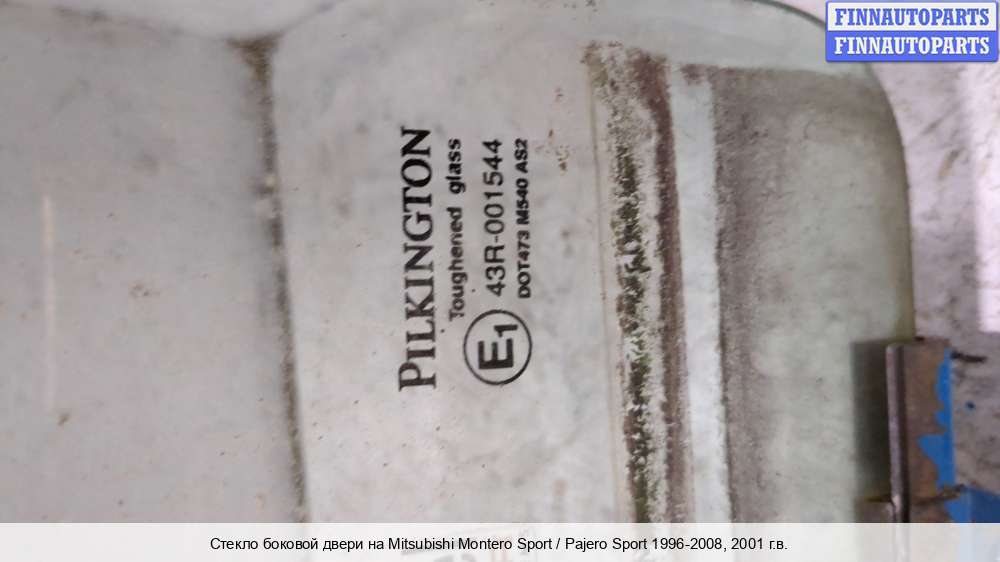 FINNAUTOPARTS
FINNAUTOPARTS
PILKINGTON
Toughened glass
E1 43R-001544
DOT473 M540 AS2
Стекло боковой двери на Mitsubishi Montero Sport / Pajero Sport 1996-2008, 2001 г.в.